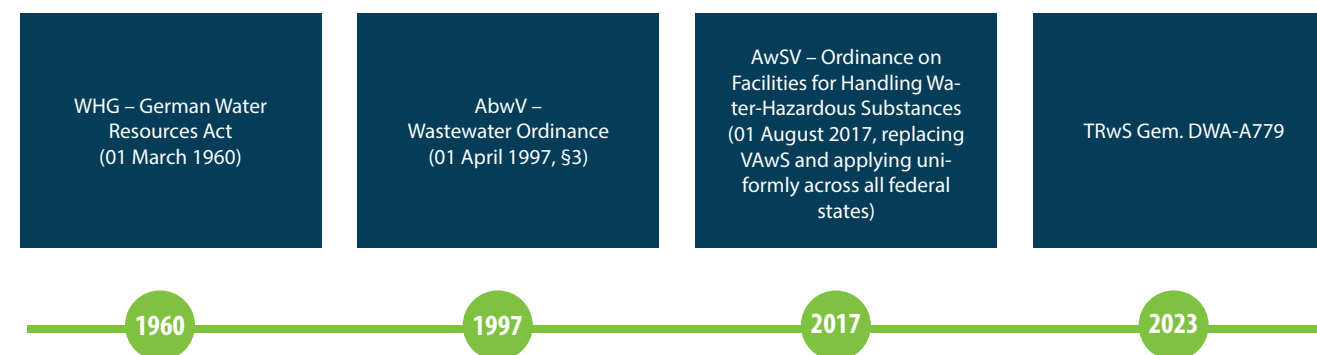 WHG – German Water
Resources Act
(01 March 1960)
AbwV –
Wastewater Ordinance
(01 April 1997, §3)
AwSV – Ordinance on
Facilities for Handling Wa-
ter-Hazardous Substances
(01 August 2017, replacing
VAwS and applying uni-
formly across all federal
states)
TRwS Gem. DWA-A779
1960
1997
2017
2023